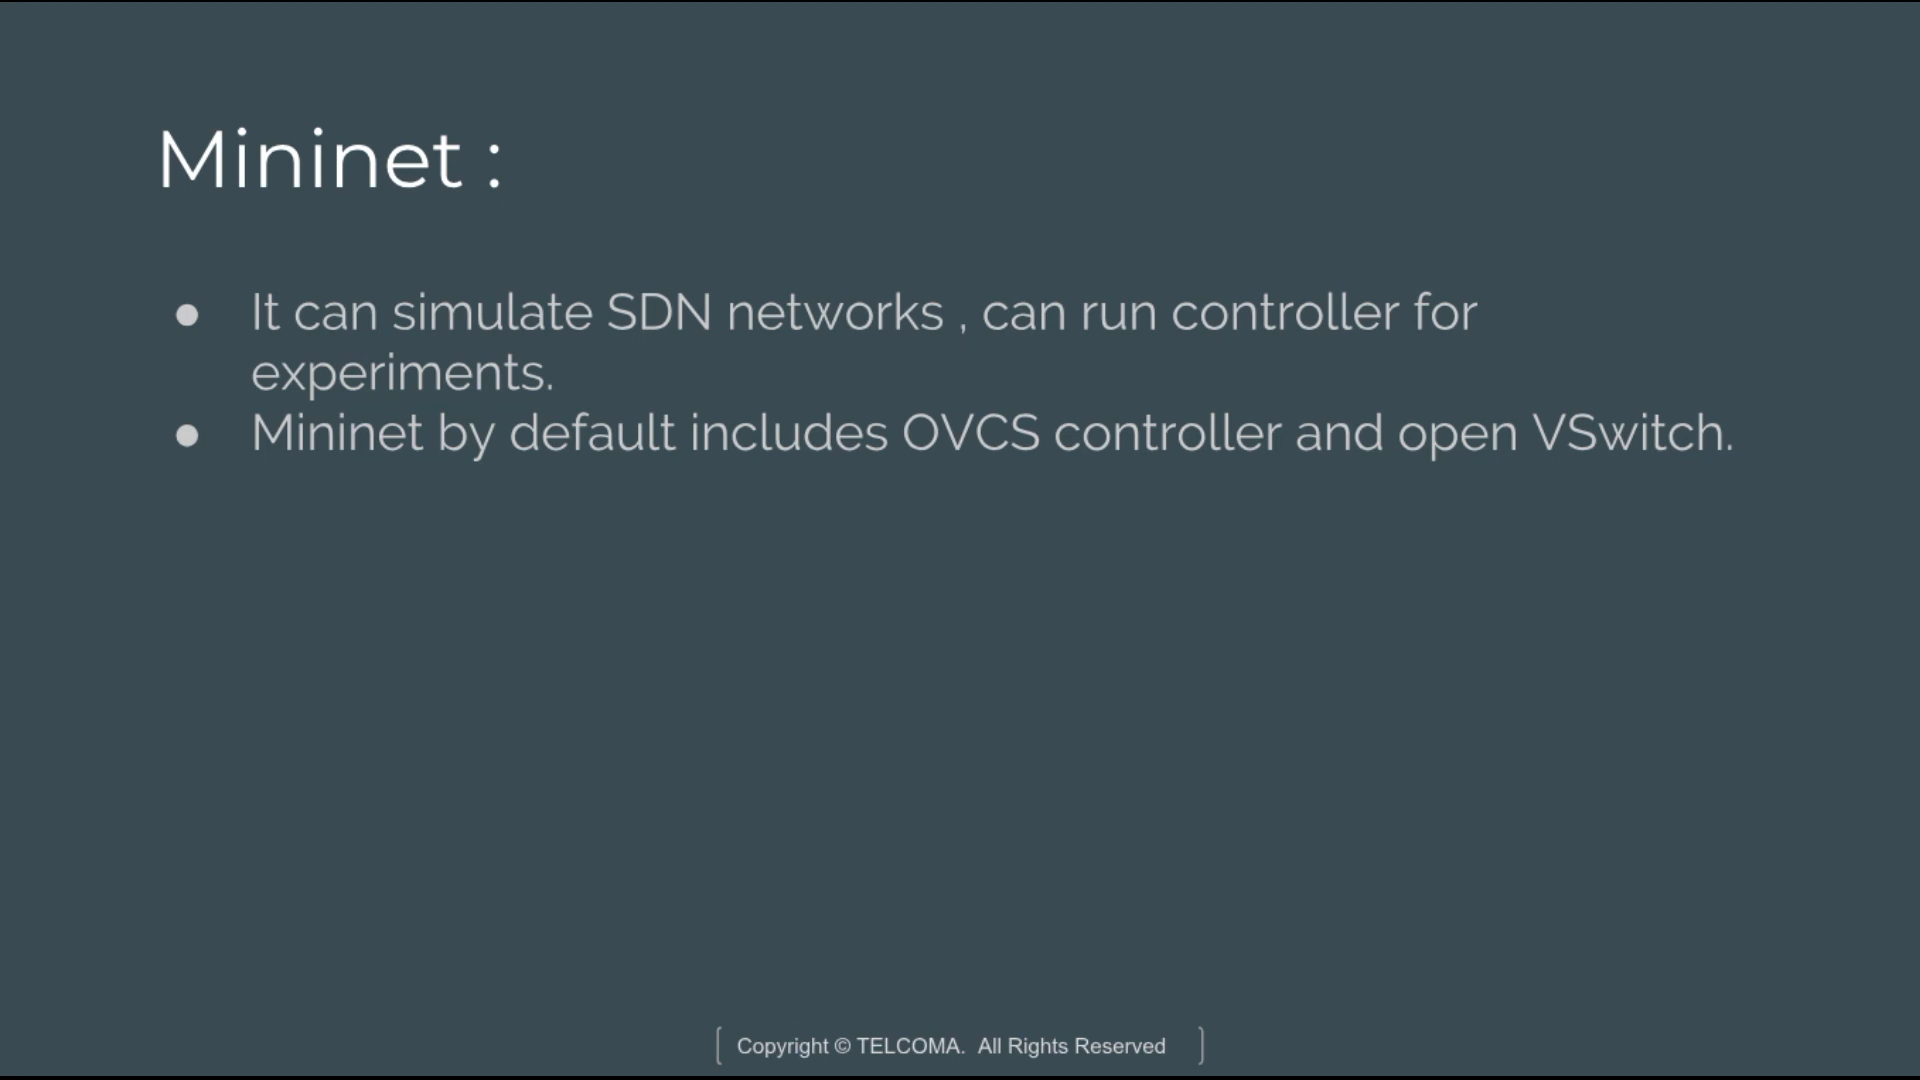 Mininet :
● It can simulate SDN networks , can run controller for
experiments.
● Mininet by default includes OVCS controller and open VSwitch.
[ Copyright © TELCOMA. All Rights Reserved ]